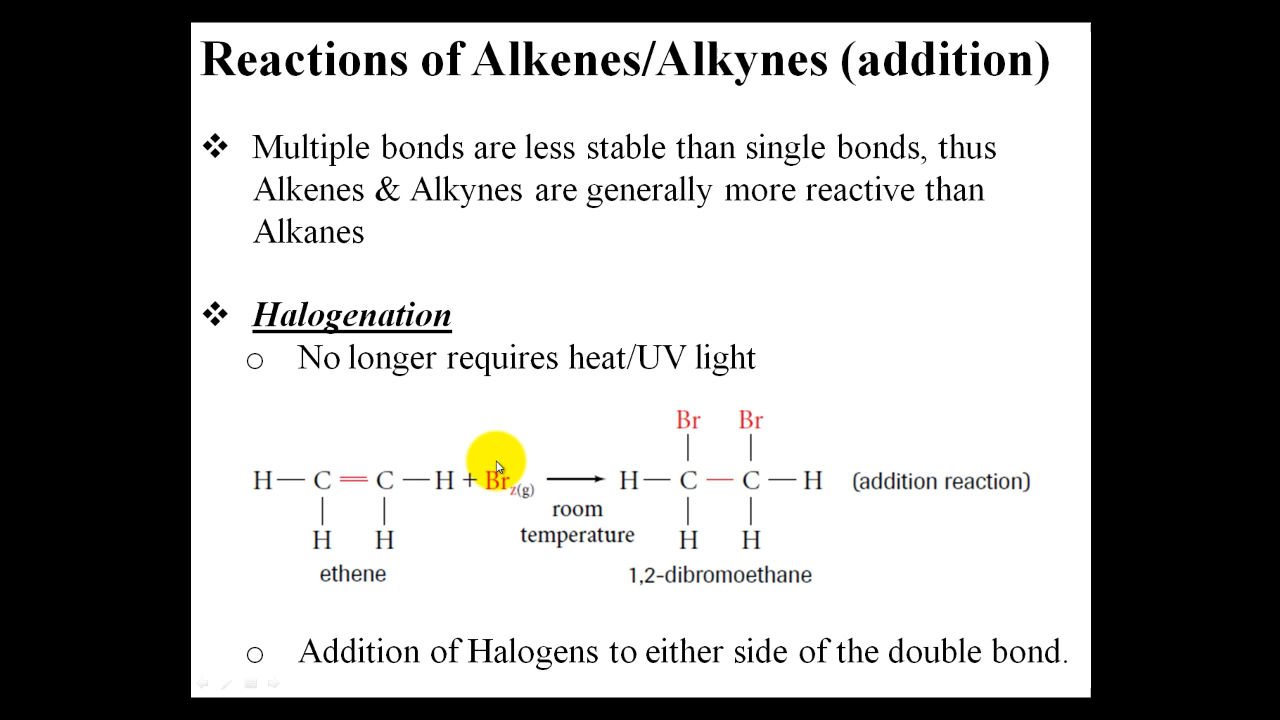 Reactions of Alkenes/Alkynes (addition)
❖ Multiple bonds are less stable than single bonds, thus
Alkenes & Alkynes are generally more reactive than
Alkanes
❖ Halogenation
o No longer requires heat/UV light
Br Br
H — C = C — H + Br2(g) → H — C — C — H (addition reaction)
room
temperature
H H H H
ethene 1,2-dibromoethane
o Addition of Halogens to either side of the double bond.